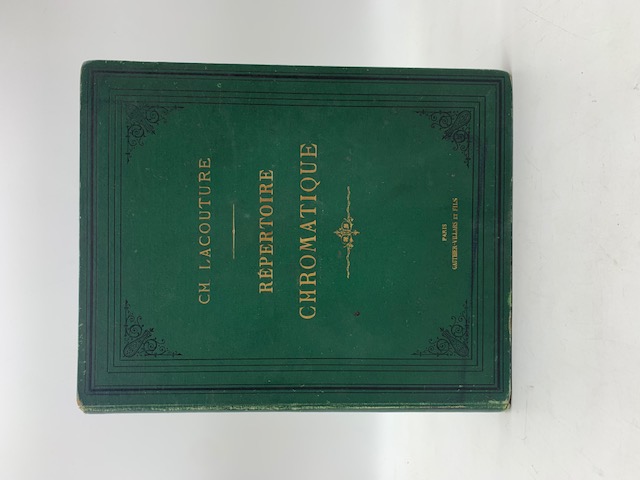 CH LACOUTURE
RÉPERTOIRE
CHROMATIQUE
PARIS
GAUTHIER-VILLARS ET FILS